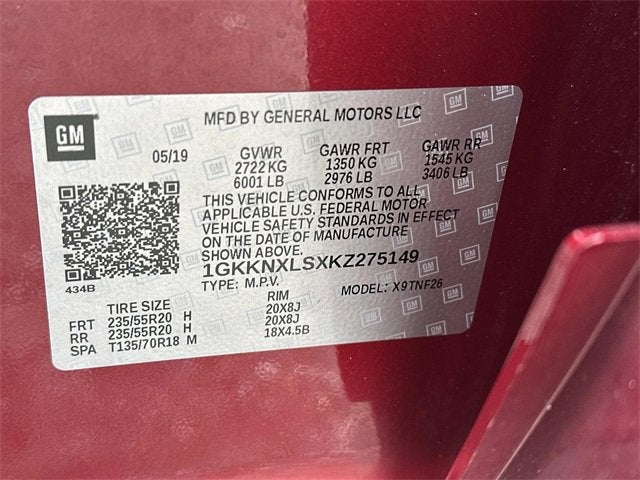 GM
MFD BY GENERAL MOTORS LLC
05/19 GVWR GAWR FRT GAWR RR
2722 KG 1350 KG 1545 KG
6001 LB 2976 LB 3406 LB
THIS VEHICLE CONFORMS TO ALL
APPLICABLE U.S. FEDERAL MOTOR
VEHICLE SAFETY STANDARDS IN EFFECT
ON THE DATE OF MANUFACTURE
SHOWN ABOVE.
1GKKNXLSXKZ275149
434B TYPE: M.P.V. MODEL: X9TNF26
TIRE SIZE RIM
FRT 235/55R20 H 20X8J
RR 235/55R20 H 20X8J
SPA T135/70R18 M 18X4.5B